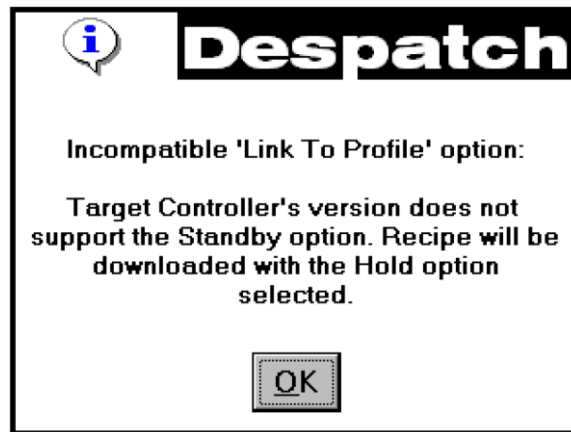 Despatch
Incompatible 'Link To Profile' option:
Target Controller's version does not
support the Standby option. Recipe will be
downloaded with the Hold option
selected.
OK